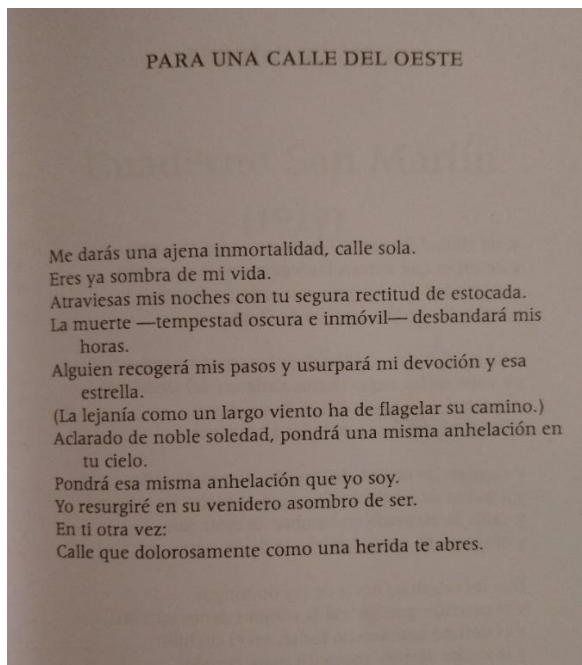 PARA UNA CALLE DEL OESTE
Me darás una ajena inmortalidad, calle sola.
Eres ya sombra de mi vida.
Atraviesas mis noches con tu segura rectitud de estocada.
La muerte —tempestad oscura e inmóvil— desbandará mis
horas.
Alguien recogerá mis pasos y usurpará mi devoción y esa
estrella.
(La lejanía como un largo viento ha de flagelar su camino.)
Aclarado de noble soledad, pondrá una misma anhelación en
tu cielo.
Pondrá esa misma anhelación que yo soy.
Yo resurgiré en su venidero asombro de ser.
En ti otra vez:
Calle que dolorosamente como una herida te abres.